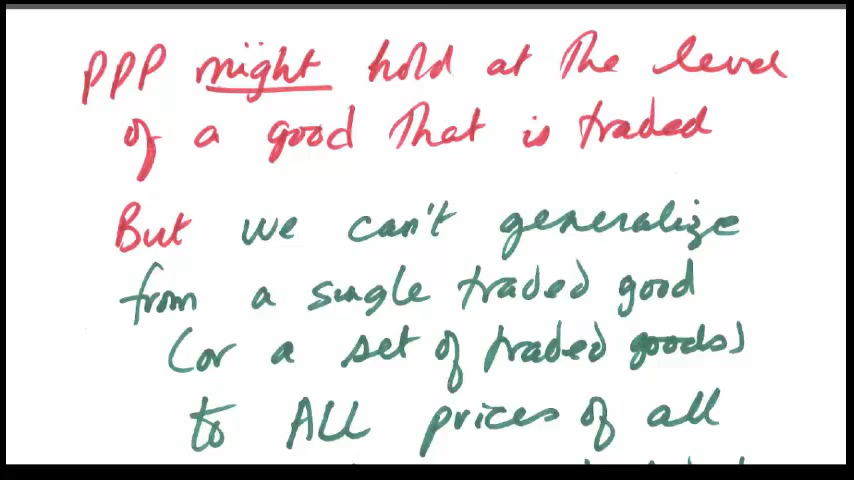 PPP might hold at the level
of a good that is traded
But we can't generalize
from a single traded good
(or a set of traded goods)
to ALL prices of all